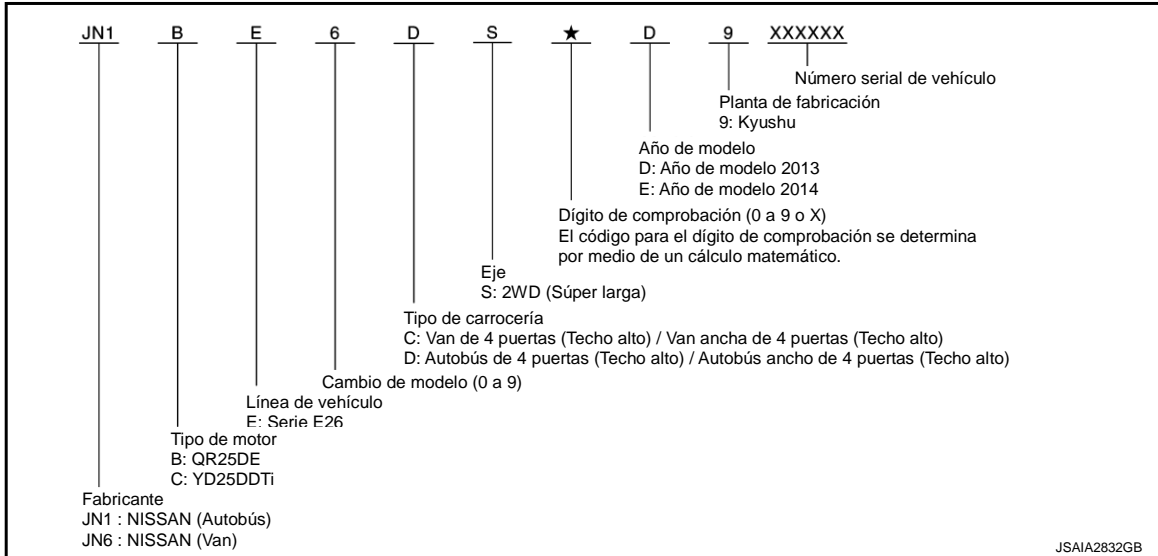 JN1 B E 6 D S ★ D 9 XXXXXX
Número serial de vehículo
Planta de fabricación
9: Kyushu
Año de modelo
D: Año de modelo 2013
E: Año de modelo 2014
Dígito de comprobación (0 a 9 o X)
El código para el dígito de comprobación se determina
por medio de un cálculo matemático.
Eje
S: 2WD (Súper larga)
Tipo de carrocería
C: Van de 4 puertas (Techo alto) / Van ancha de 4 puertas (Techo alto)
D: Autobús de 4 puertas (Techo alto) / Autobús ancho de 4 puertas (Techo alto)
Cambio de modelo (0 a 9)
Línea de vehículo
E: Serie E26
Tipo de motor
B: QR25DE
C: YD25DDTi
Fabricante
JN1 : NISSAN (Autobús)
JN6 : NISSAN (Van)
JSAIA2832GB